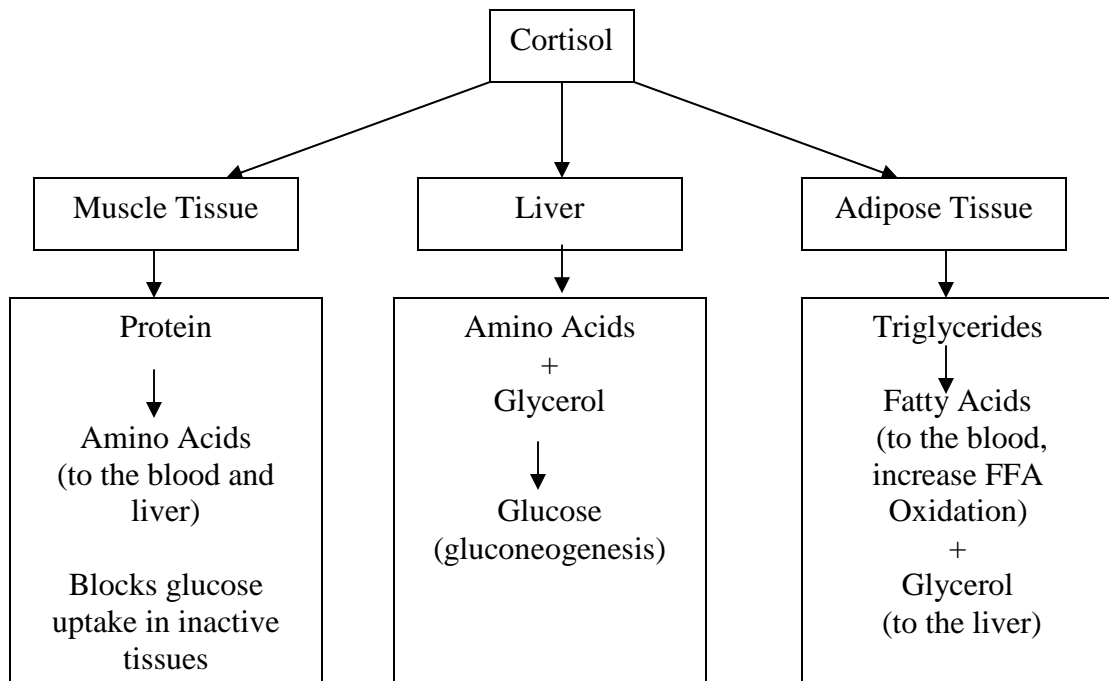 Cortisol
Muscle Tissue
Liver
Adipose Tissue
Protein
Amino Acids
(to the blood and
liver)
Blocks glucose
uptake in inactive
tissues
Amino Acids
+
Glycerol
Glucose
(gluconeogenesis)
Triglycerides
Fatty Acids
(to the blood,
increase FFA
Oxidation)
+
Glycerol
(to the liver)